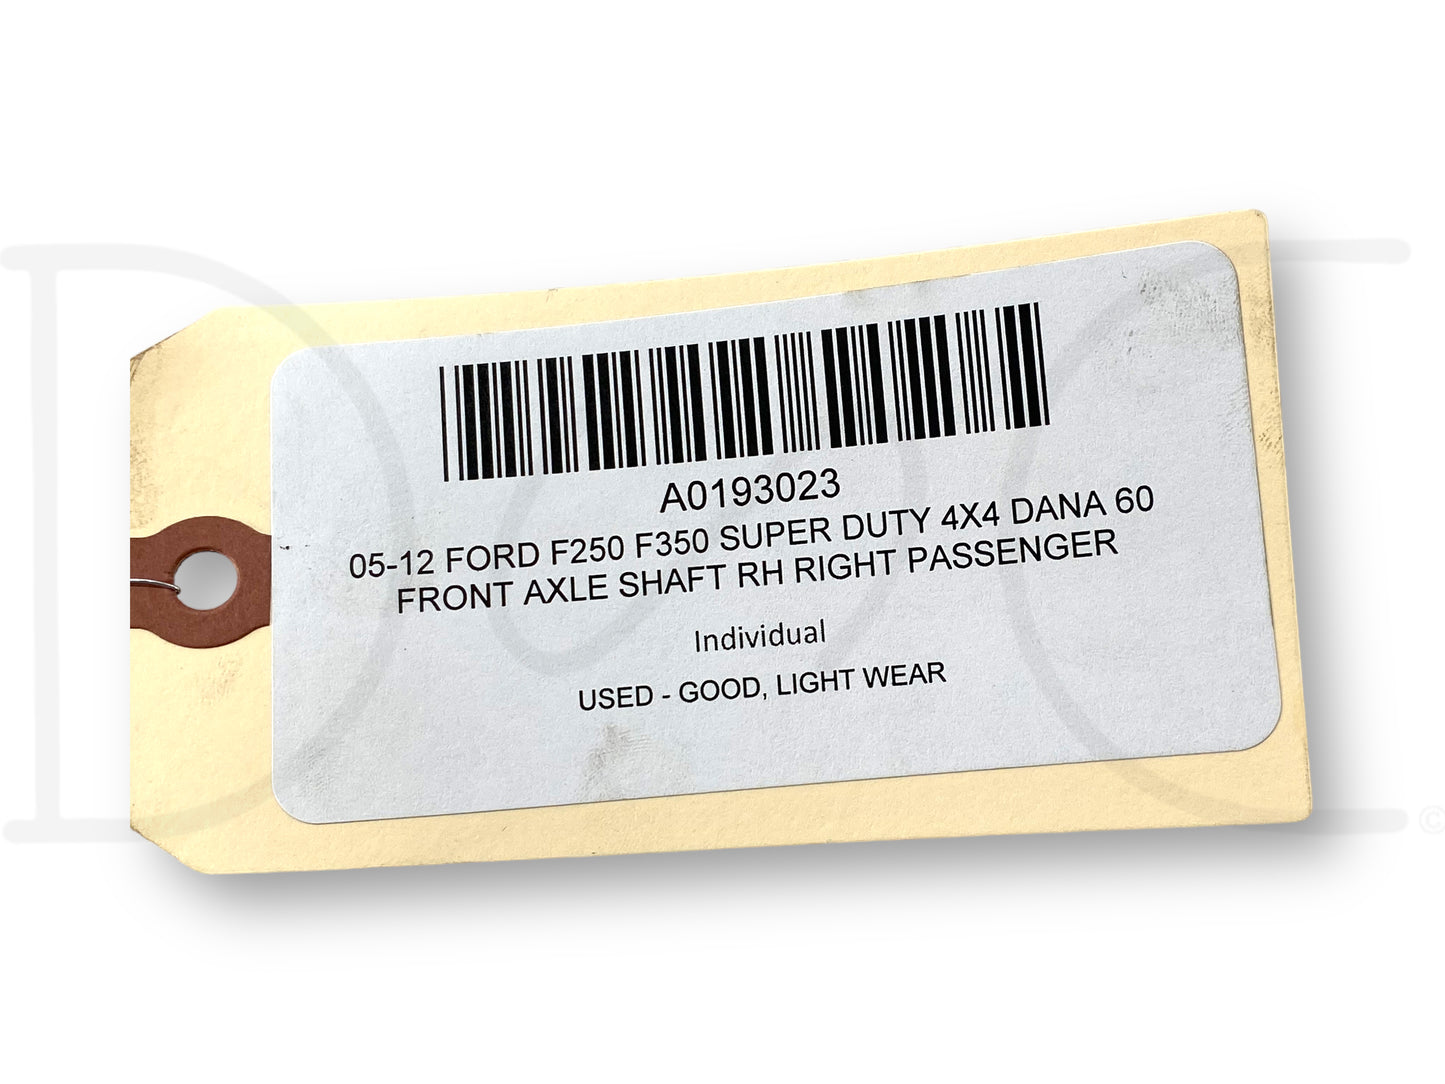 A0193023
05-12 FORD F250 F350 SUPER DUTY 4X4 DANA 60
FRONT AXLE SHAFT RH RIGHT PASSENGER
Individual
USED - GOOD, LIGHT WEAR
©